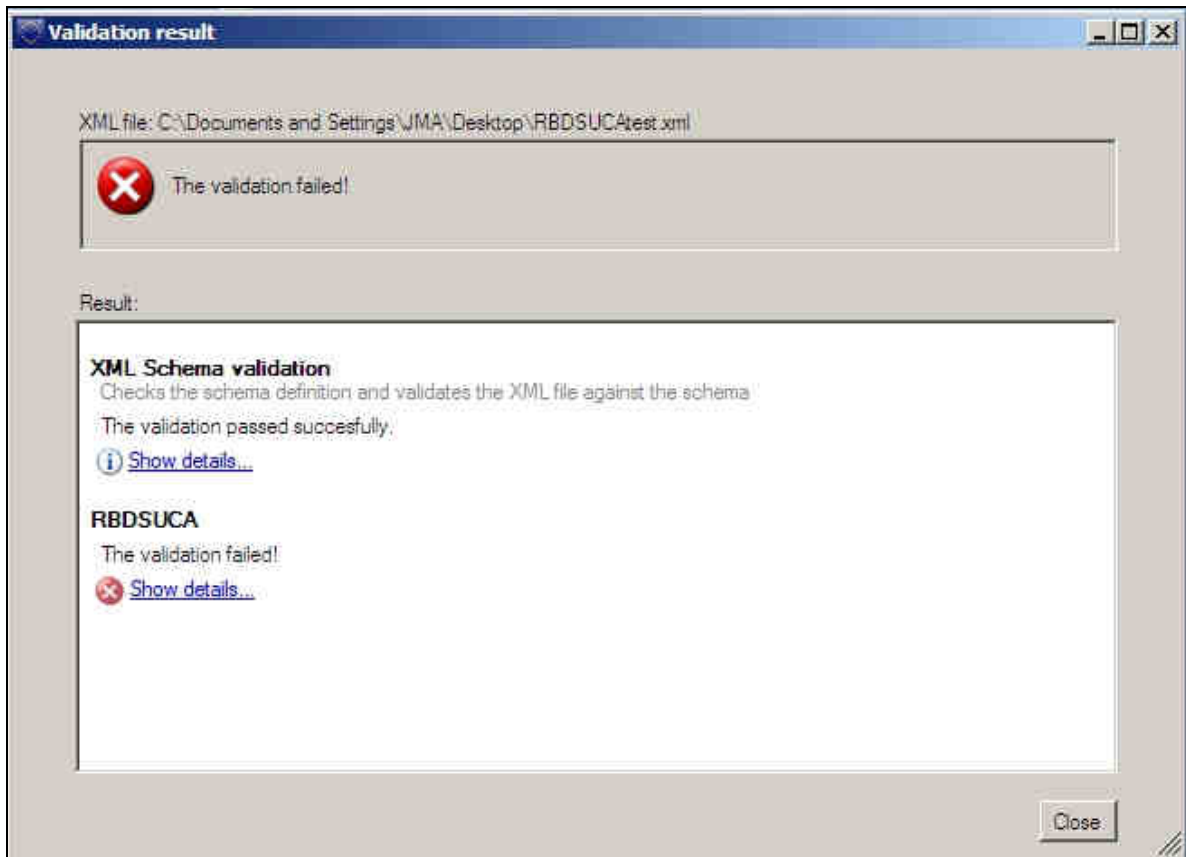 Validation result
XML file: C:\Documents and Settings\JMA\Desktop\RBDSUCAtest.xml
The validation failed!
Result:
XML Schema validation
Checks the schema definition and validates the XML file against the schema
The validation passed succesfully.
Show details...
RBDSUCA
The validation failed!
Show details...
Close